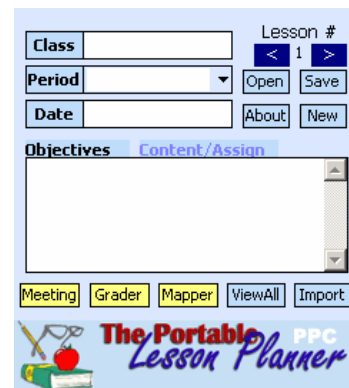 Lesson #
Class
< 1 >
Period
Open Save
Date
About New
Objectives Content/Assign
Meeting Grader Mapper ViewAll Import
The Portable PPC
Lesson Planner